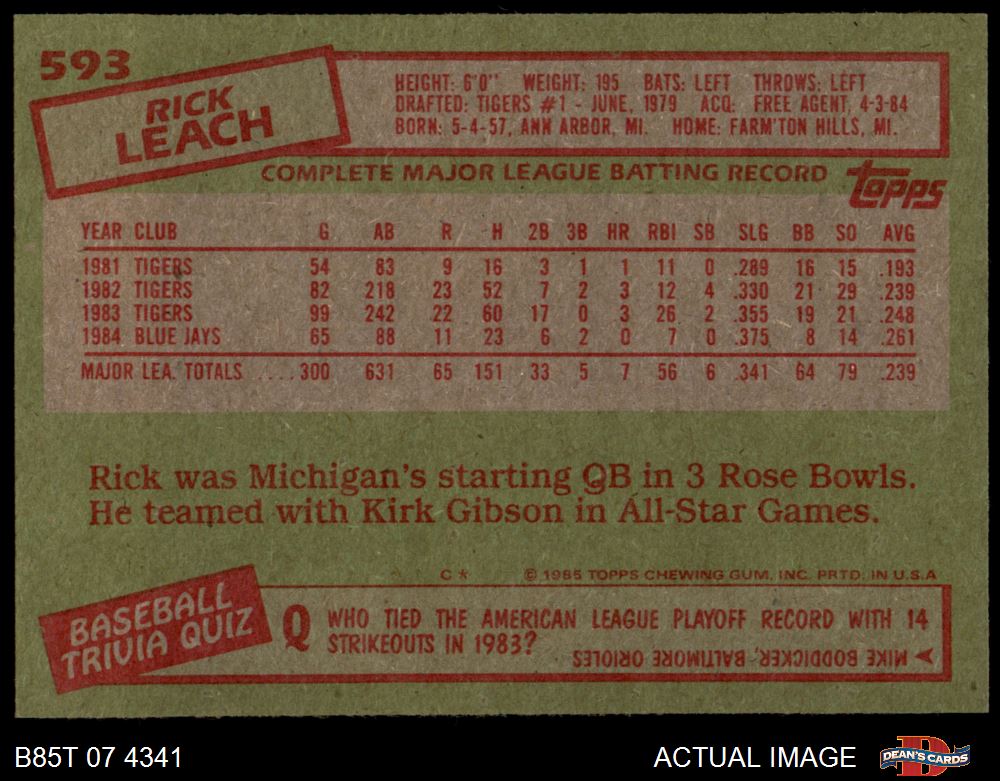 593
RICK
LEACH
HEIGHT: 6'0" WEIGHT: 195 BATS: LEFT THROWS: LEFT
DRAFTED: TIGERS #1 - JUNE, 1979 ACQ: FREE AGENT, 4-3-84
BORN: 5-4-57, ANN ARBOR, MI. HOME: FARM'TON HILLS, MI.
COMPLETE MAJOR LEAGUE BATTING RECORD topps
YEAR CLUB G AB R H 2B 3B HR RBI SB SLG BB SO AVG
1981 TIGERS 54 83 9 16 3 1 1 11 0 .289 16 15 .193
1982 TIGERS 82 218 23 52 7 2 3 12 4 .330 21 29 .239
1983 TIGERS 99 242 22 60 17 0 3 26 2 .355 19 21 .248
1984 BLUE JAYS 65 88 11 23 6 2 0 7 0 .375 8 14 .261
MAJOR LEA. TOTALS ....300 631 65 151 33 5 7 56 6 .341 64 79 .239
Rick was Michigan's starting QB in 3 Rose Bowls.
He teamed with Kirk Gibson in All-Star Games.
C* © 1985 TOPPS CHEWING GUM, INC. PRTD. IN U.S.A
BASEBALL
TRIVIA QUIZ
Q WHO TIED THE AMERICAN LEAGUE PLAYOFF RECORD WITH 14
STRIKEOUTS IN 1983?
MIKE BODDICKER, BALTIMORE ORIOLES
B85T 07 4341 ACTUAL IMAGE DEAN'S CARDS